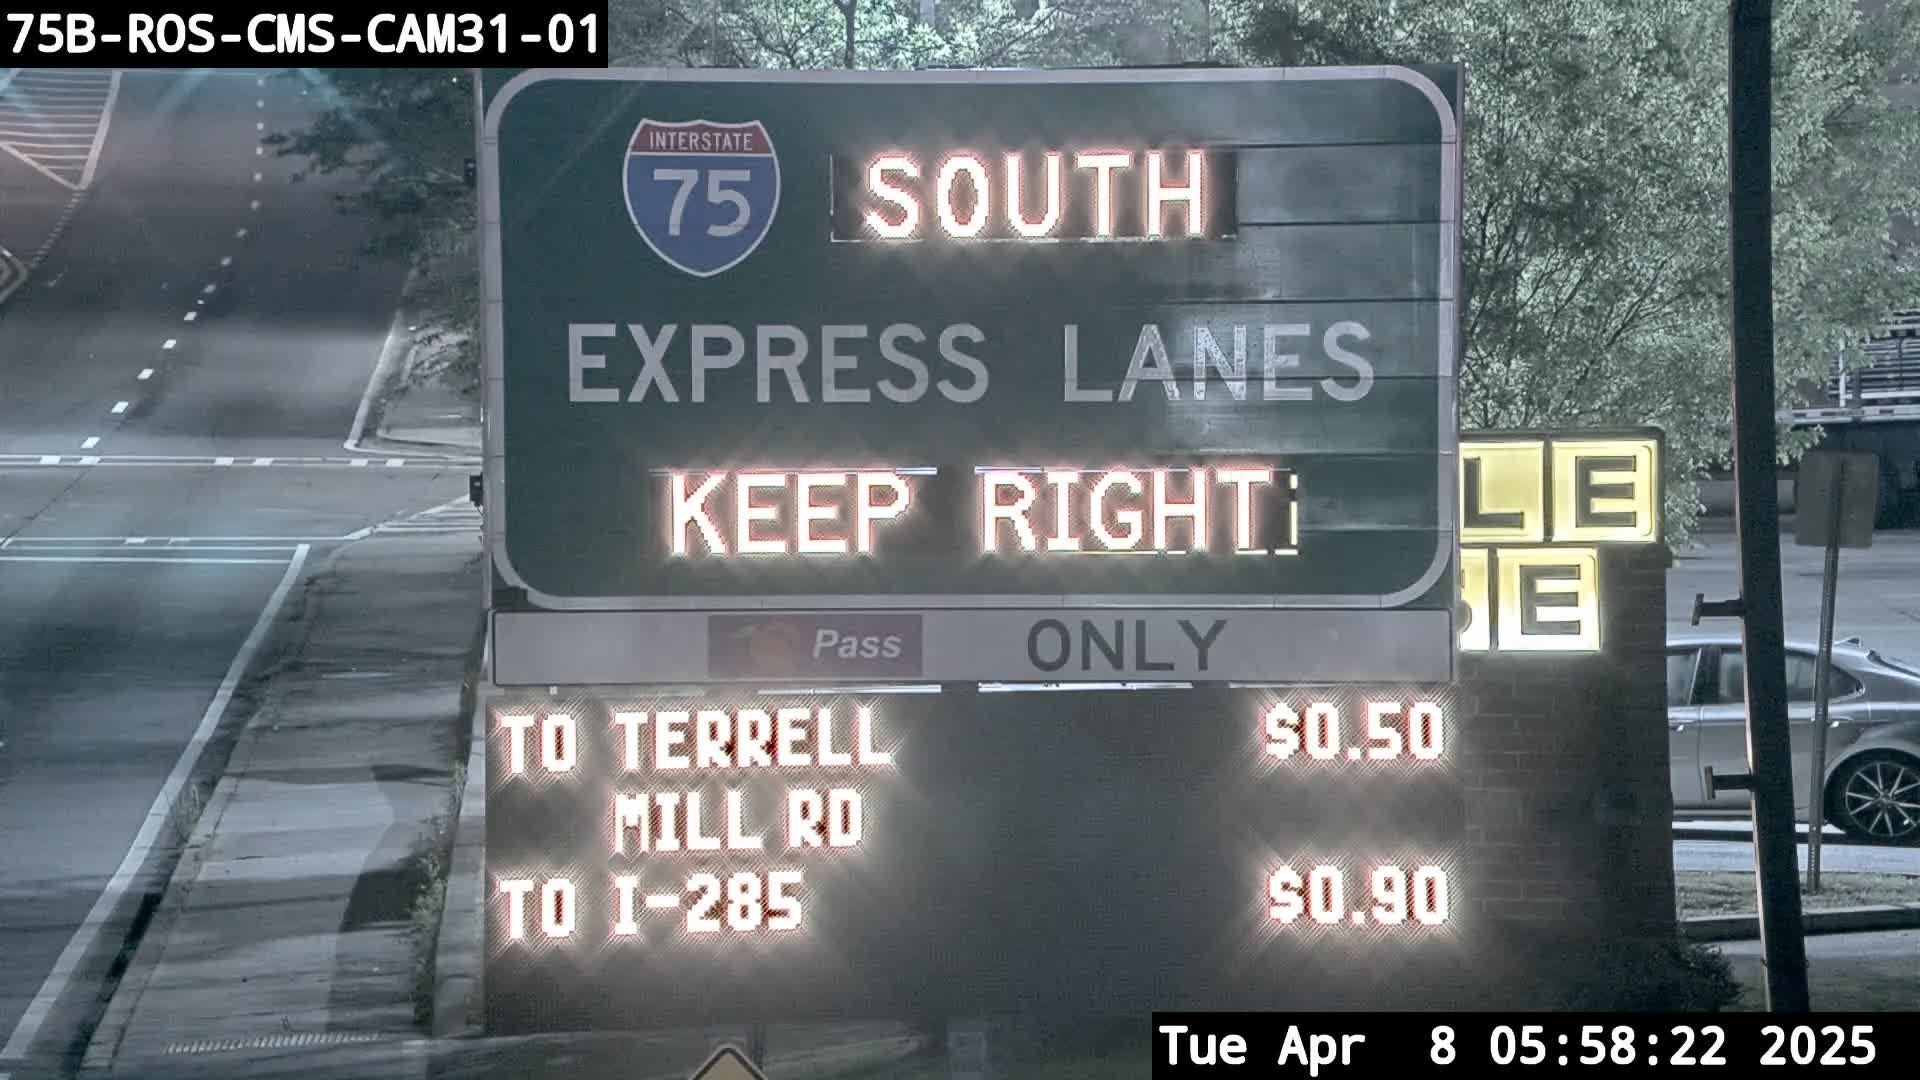 75B-ROS-CMS-CAM31-01
INTERSTATE
75
SOUTH
EXPRESS LANES
KEEP RIGHT
Pass ONLY
TO TERRELL $0.50
MILL RD
TO I-285 $0.90
Tue Apr 8 05:58:22 2025